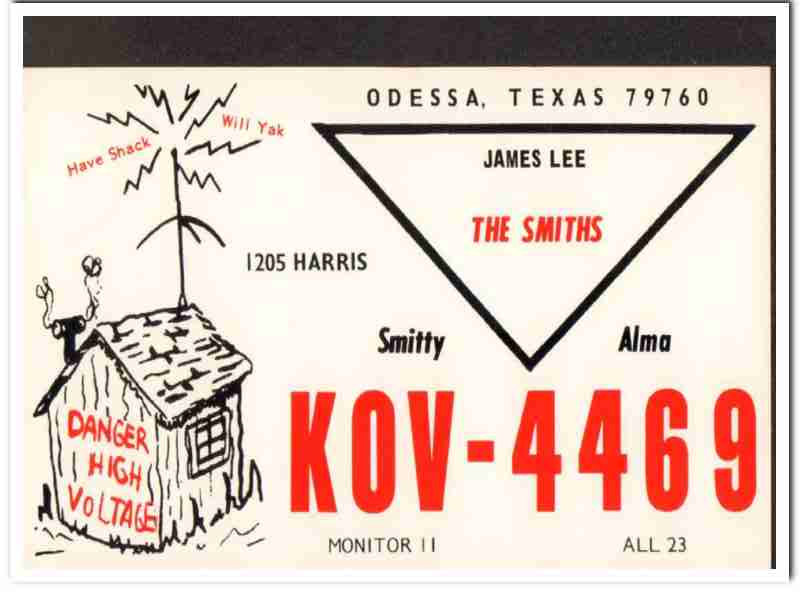 ODESSA, TEXAS 79760
Have Shack
Will Yak
JAMES LEE
THE SMITHS
1205 HARRIS
Smitty
Alma
KOV-4469
DANGER
HIGH
VOLTAGE
MONITOR 11
ALL 23